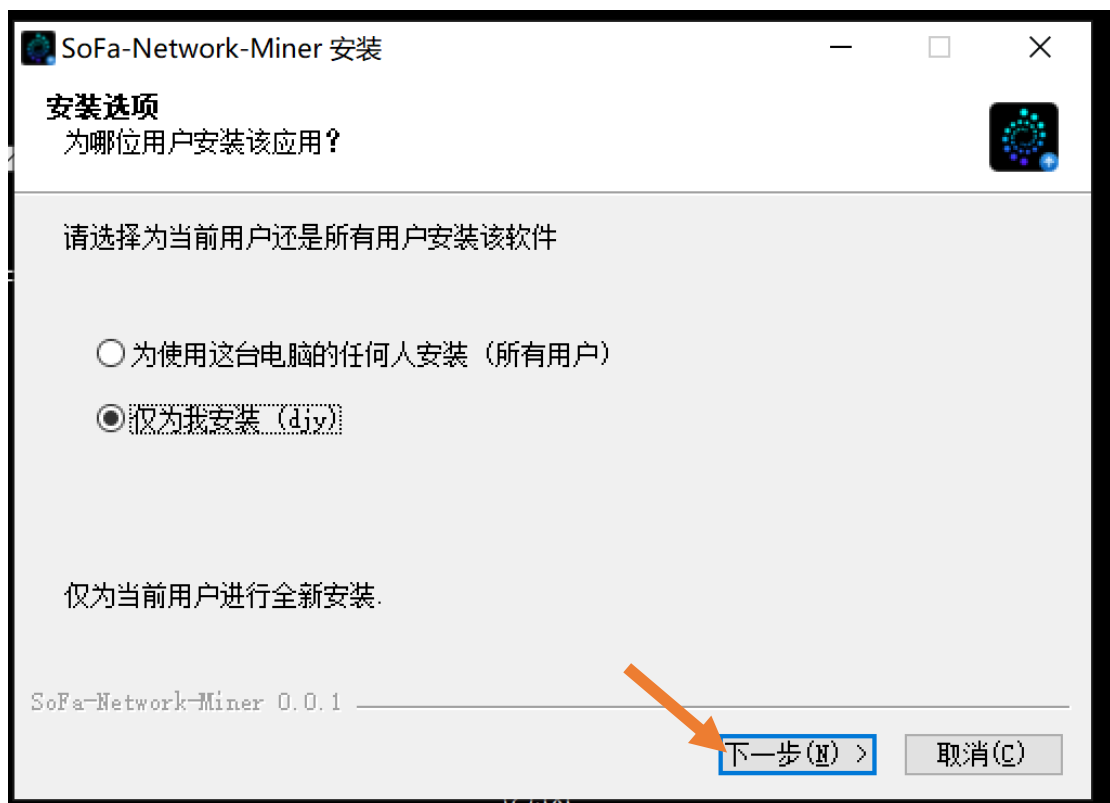 SoFa-Network-Miner 安装
安装选项
为哪位用户安装该应用？
请选择为当前用户还是所有用户安装该软件
为使用这台电脑的任何人安装（所有用户）
仅为我安装（djy）
仅为当前用户进行全新安装.
SoFa-Network-Miner 0.0.1
下一步(N) > 取消(C)